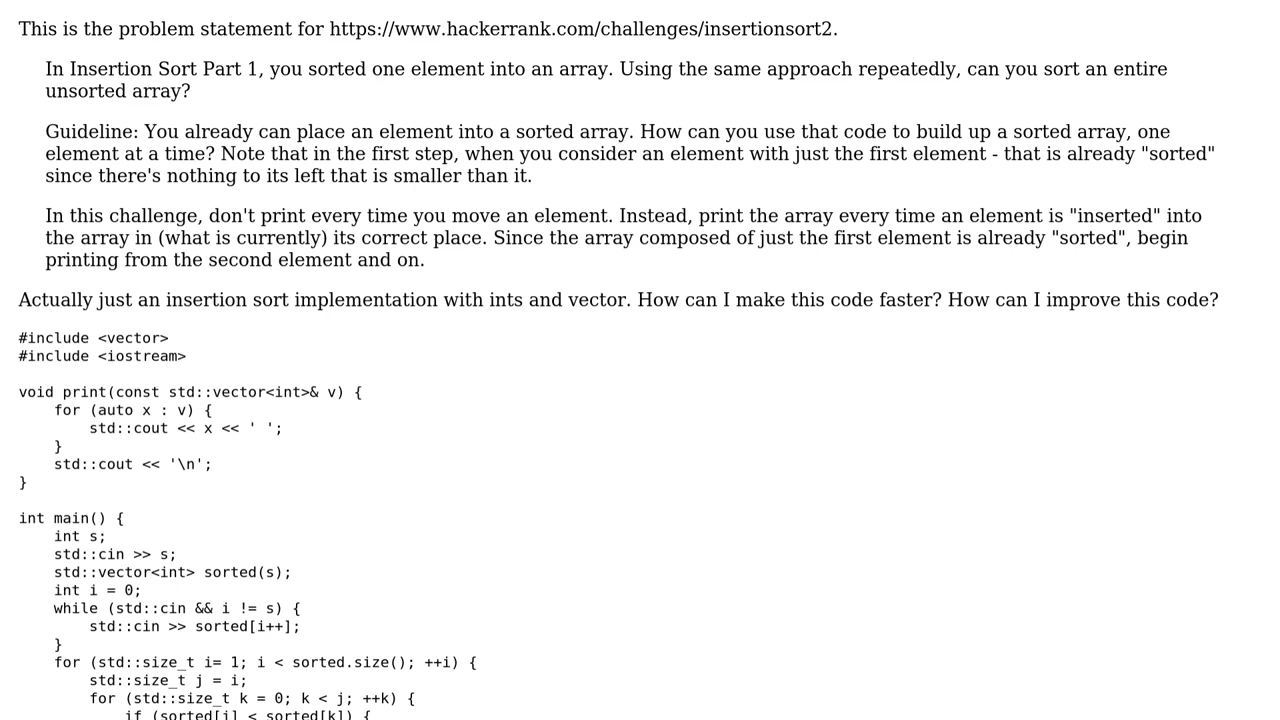 This is the problem statement for https://www.hackerrank.com/challenges/insertionsort2.
In Insertion Sort Part 1, you sorted one element into an array. Using the same approach repeatedly, can you sort an entire
unsorted array?
Guideline: You already can place an element into a sorted array. How can you use that code to build up a sorted array, one
element at a time? Note that in the first step, when you consider an element with just the first element - that is already "sorted"
since there's nothing to its left that is smaller than it.
In this challenge, don't print every time you move an element. Instead, print the array every time an element is "inserted" into
the array in (what is currently) its correct place. Since the array composed of just the first element is already "sorted", begin
printing from the second element and on.
Actually just an insertion sort implementation with ints and vector. How can I make this code faster? How can I improve this code?
#include <vector>
#include <iostream>
void print(const std::vector<int>& v) {
    for (auto x : v) {
        std::cout << x << ' ';
    }
    std::cout << '\n';
}
int main() {
    int s;
    std::cin >> s;
    std::vector<int> sorted(s);
    int i = 0;
    while (std::cin && i != s) {
        std::cin >> sorted[i++];
    }
    for (std::size_t i= 1; i < sorted.size(); ++i) {
        std::size_t j = i;
        for (std::size_t k = 0; k < j; ++k) {
            if (sorted[j] < sorted[k]) {